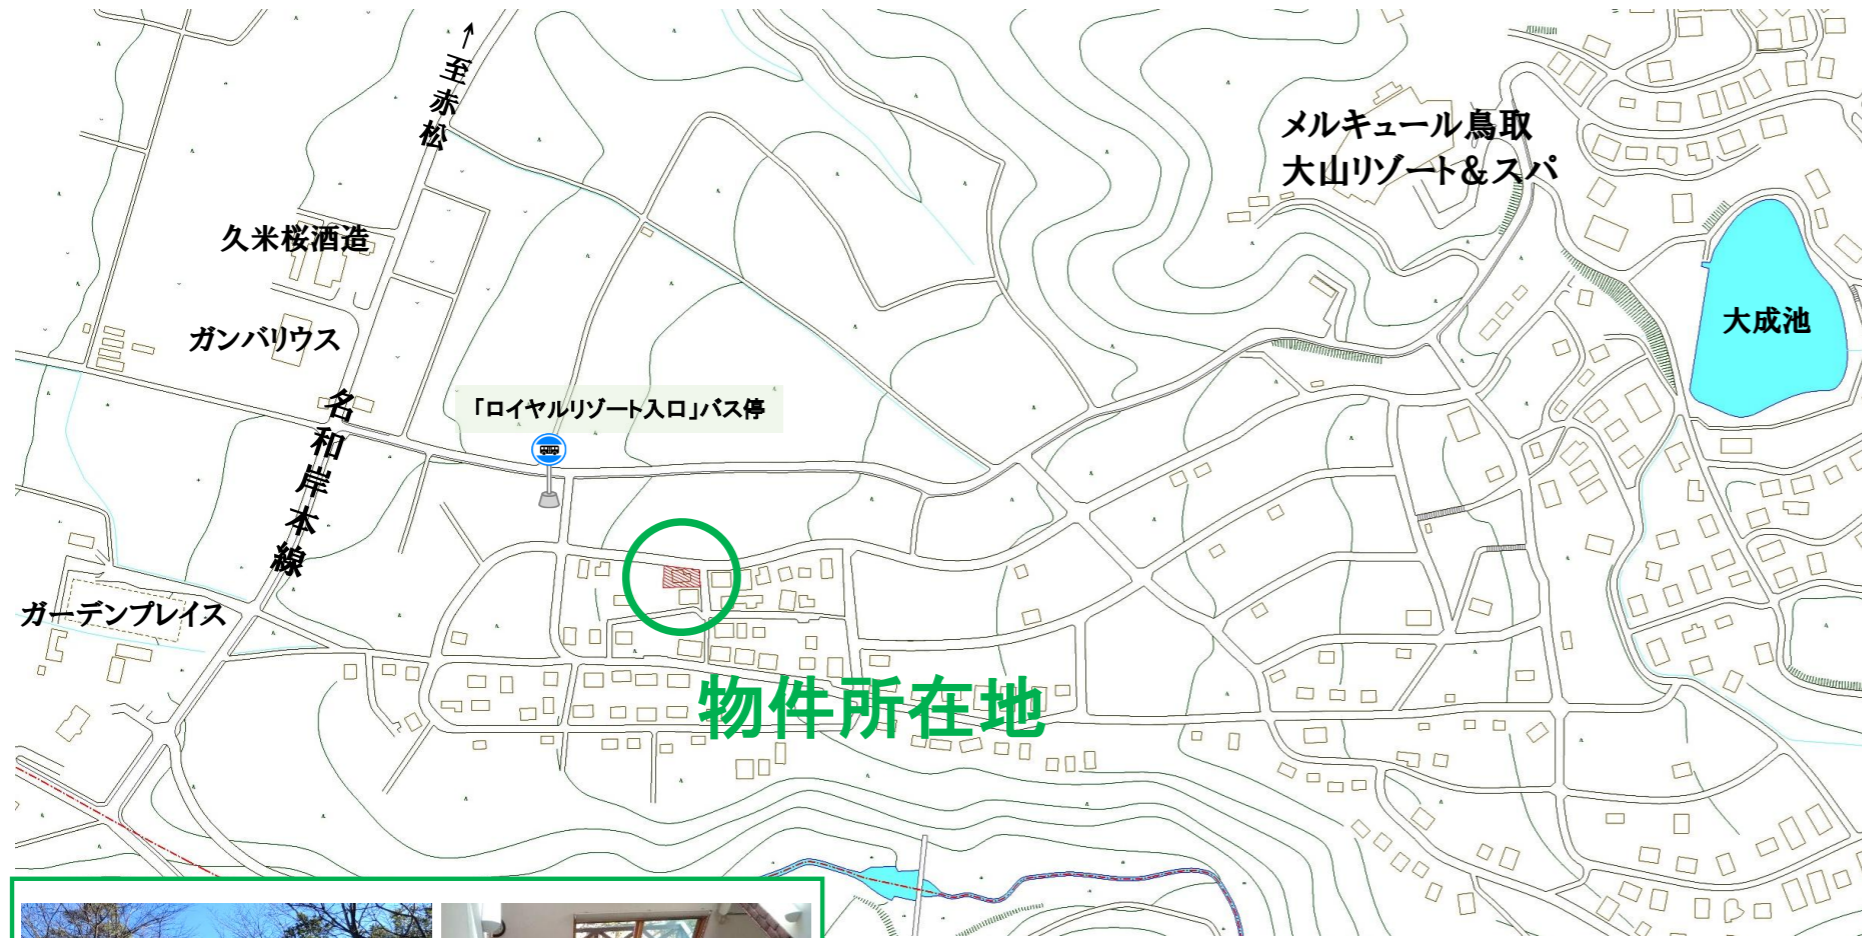 ←至赤松
メルキュール鳥取
大山リゾート&スパ
久米桜酒造
ガンバリウス
大成池
「ロイヤルリゾート入口」バス停
名和岸本線
ガーデンプレイス
物件所在地